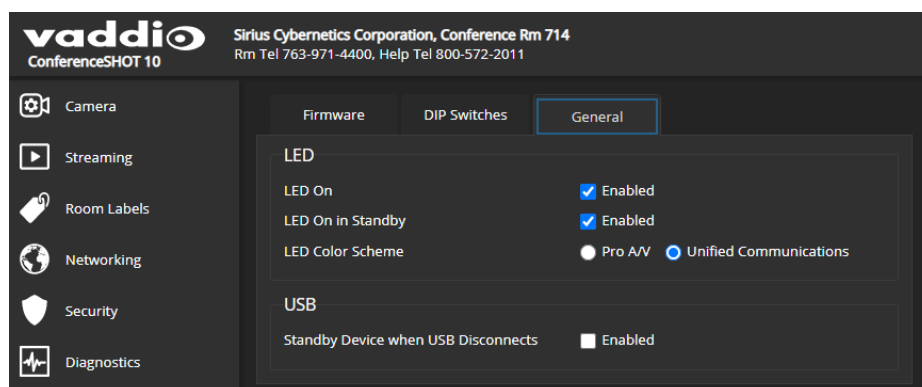 vaddio
ConferenceSHOT 10
Sirius Cybernetics Corporation, Conference Rm 714
Rm Tel 763-971-4400, Help Tel 800-572-2011
Camera
Streaming
Room Labels
Networking
Security
Diagnostics
Firmware DIP Switches General
LED
LED On Enabled
LED On in Standby Enabled
LED Color Scheme Pro A/V Unified Communications
USB
Standby Device when USB Disconnects Enabled